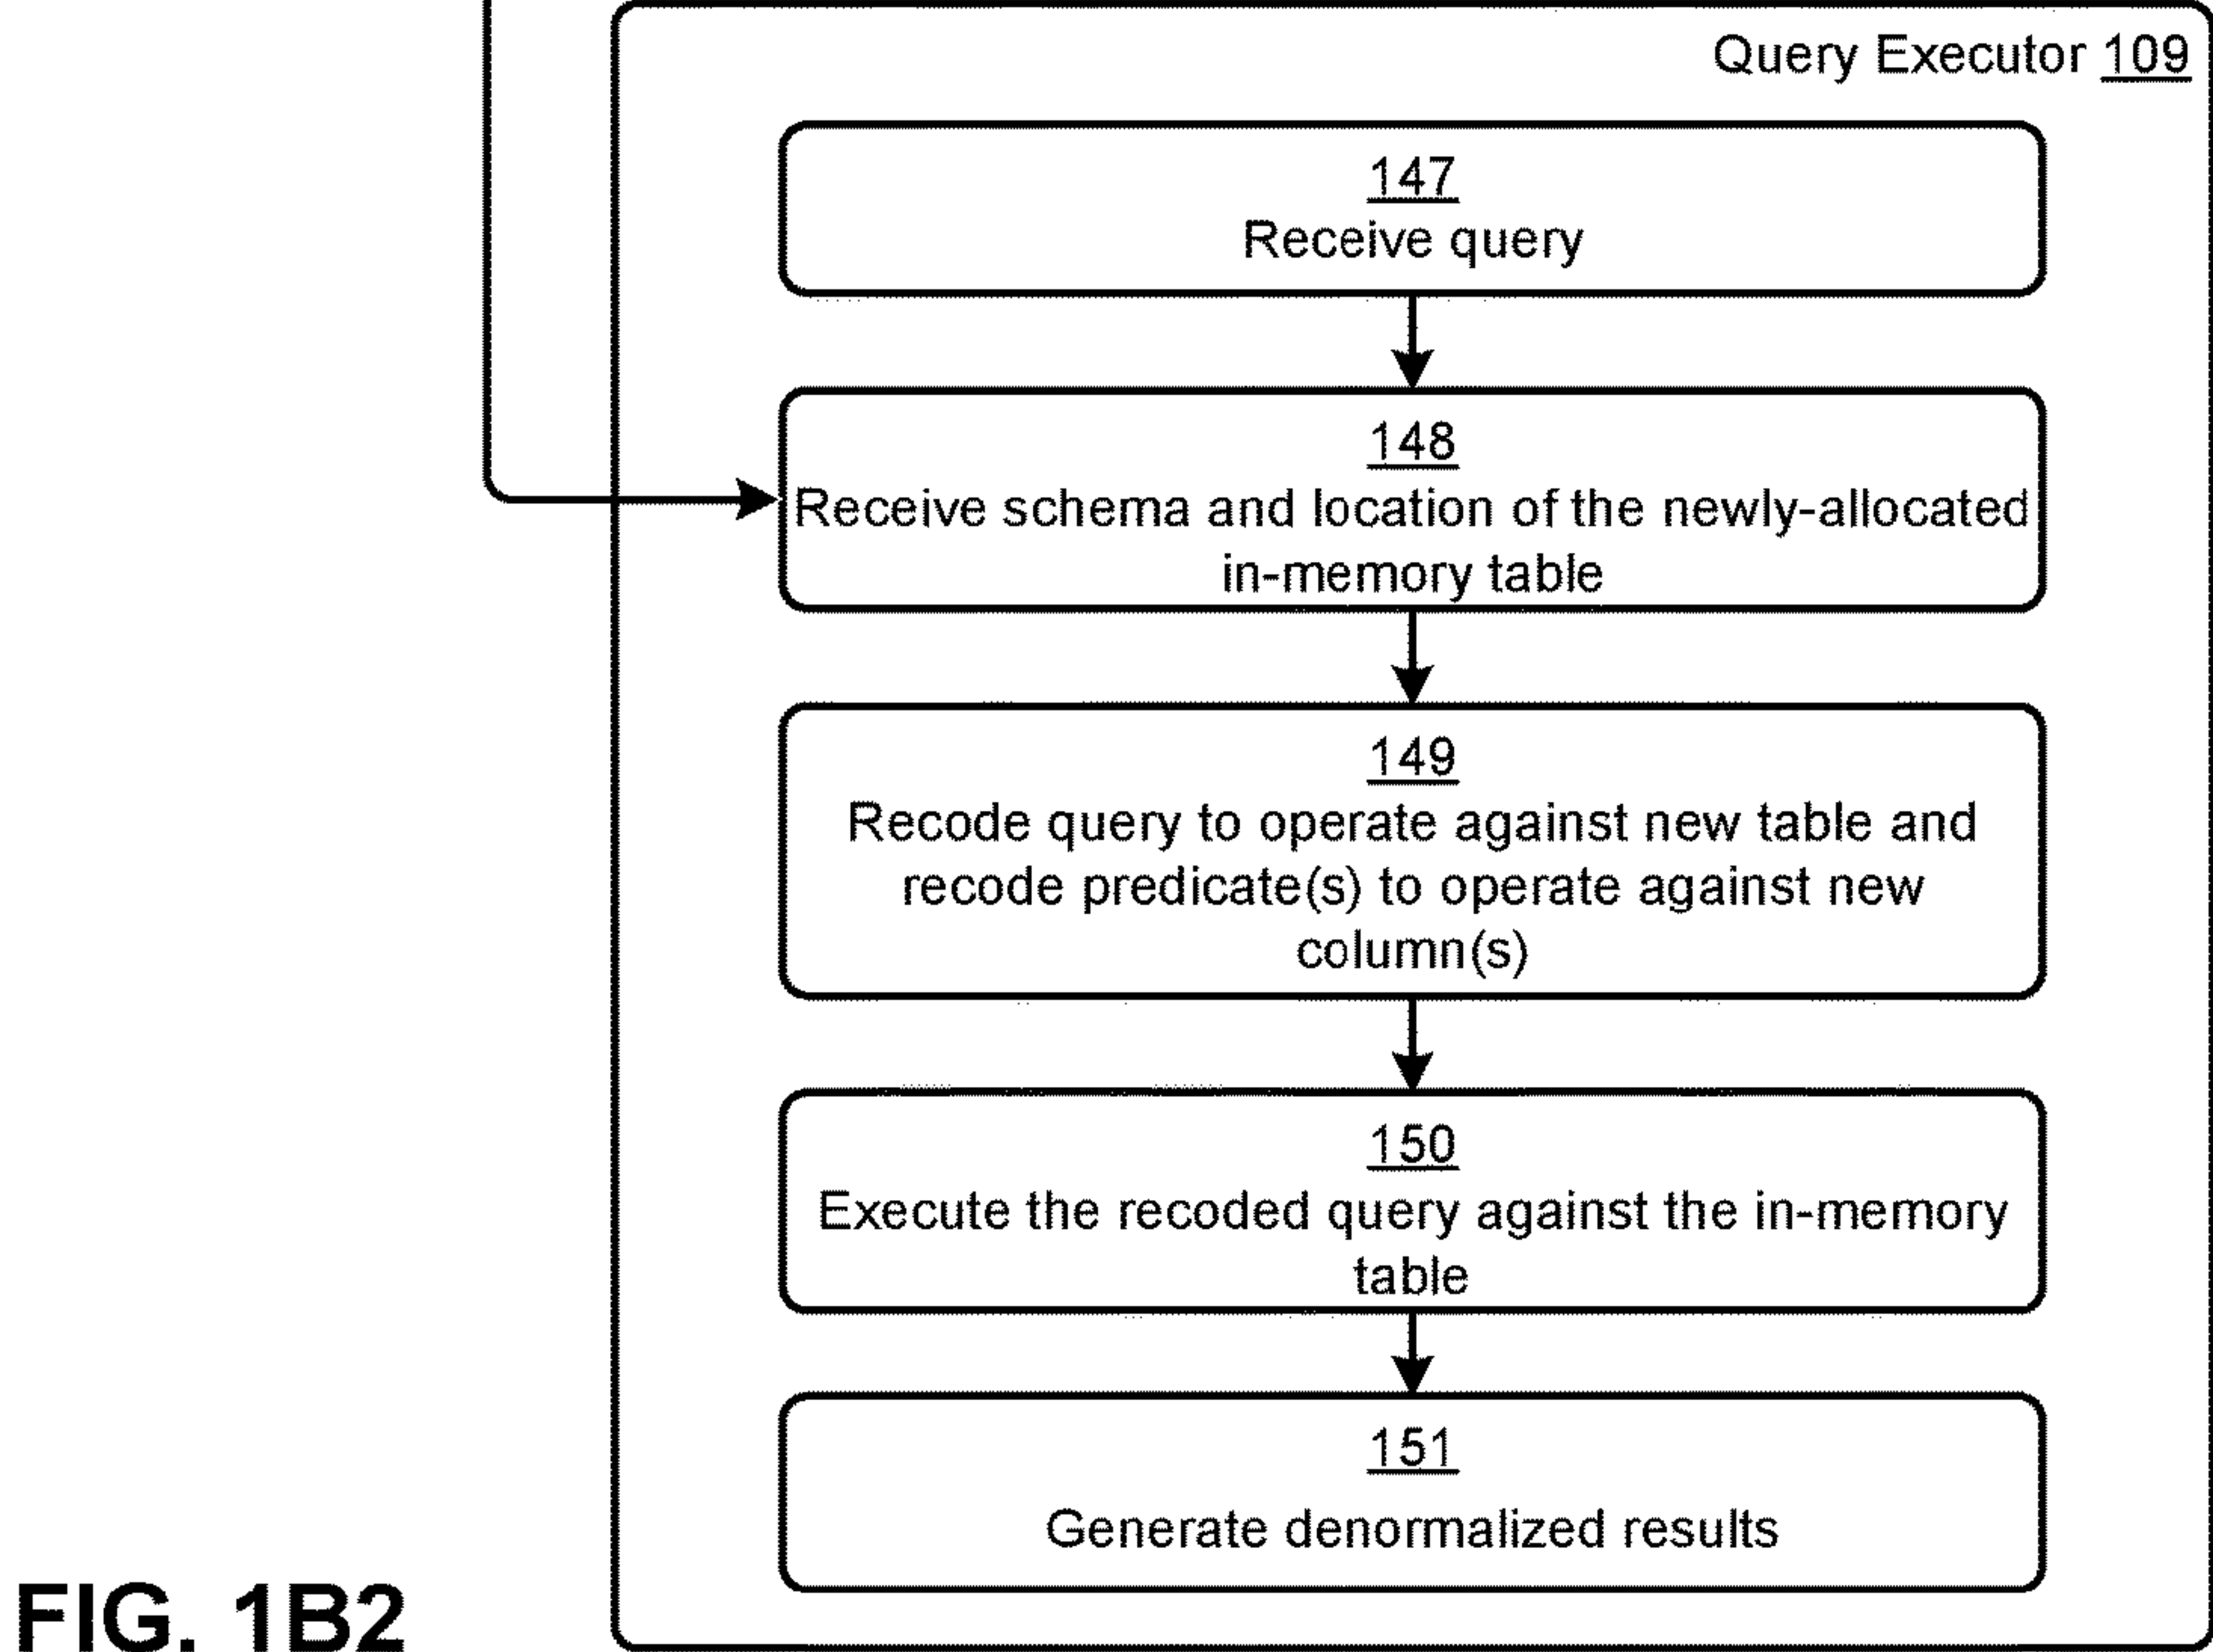 Query Executor 109
147
Receive query
148
Receive schema and location of the newly-allocated
in-memory table
149
Recode query to operate against new table and
recode predicate(s) to operate against new
column(s)
150
Execute the recoded query against the in-memory
table
151
Generate denormalized results
FIG. 1B2